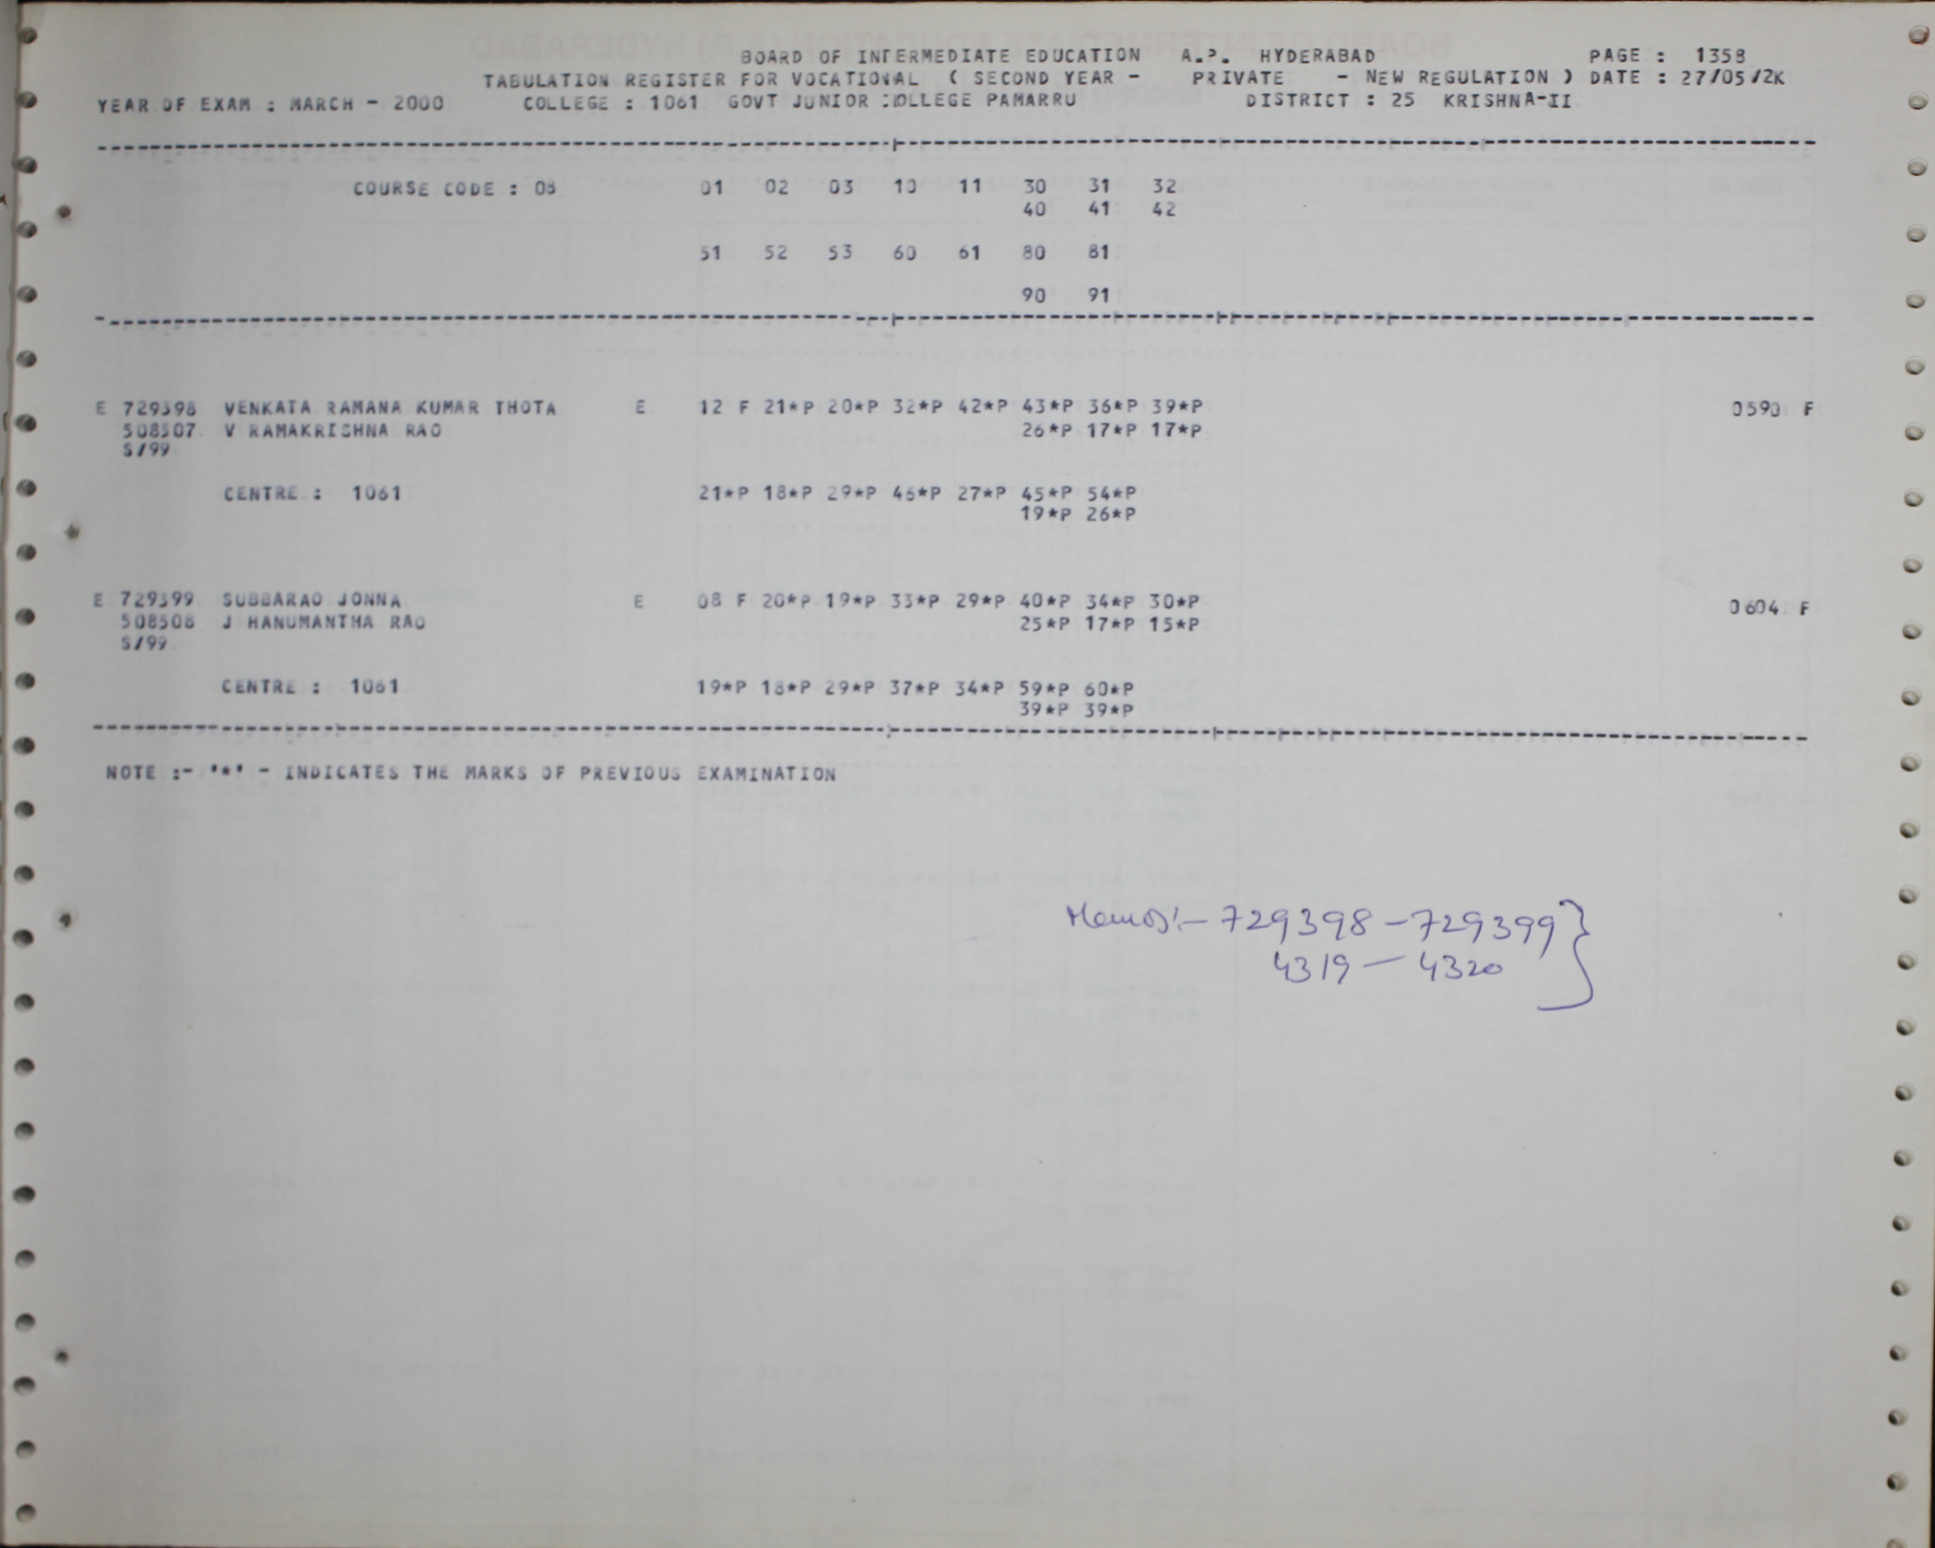 BOARD OF INTERMEDIATE EDUCATION A.P. HYDERABAD PAGE : 1358
TABULATION REGISTER FOR VOCATIONAL ( SECOND YEAR - PRIVATE - NEW REGULATION ) DATE : 27/05/2K
YEAR OF EXAM : MARCH - 2000 COLLEGE : 1061 GOVT JUNIOR COLLEGE PAMARRU DISTRICT : 25 KRISHNA-II
COURSE CODE : 08 01 02 03 10 11 30 31 32
40 41 42
51 52 53 60 61 80 81
90 91
E 729398 VENKATA RAMANA KUMAR THOTA E 12 F 21*P 20*P 32*P 42*P 43*P 36*P 39*P 0590 F
508507 V RAMAKRISHNA RAO 26*P 17*P 17*P
S/99
CENTRE : 1061 21*P 18*P 29*P 46*P 27*P 45*P 54*P
19*P 26*P
E 729399 SUBBARAO JONNA E 08 F 20*P 19*P 33*P 29*P 40*P 34*P 30*P 0604 F
508508 J HANUMANTHA RAO 25*P 17*P 15*P
S/99
CENTRE : 1061 19*P 18*P 29*P 37*P 34*P 59*P 60*P
39*P 39*P
NOTE :- '*' - INDICATES THE MARKS OF PREVIOUS EXAMINATION
Memos:- 729398 - 729399 }
4319 - 4320